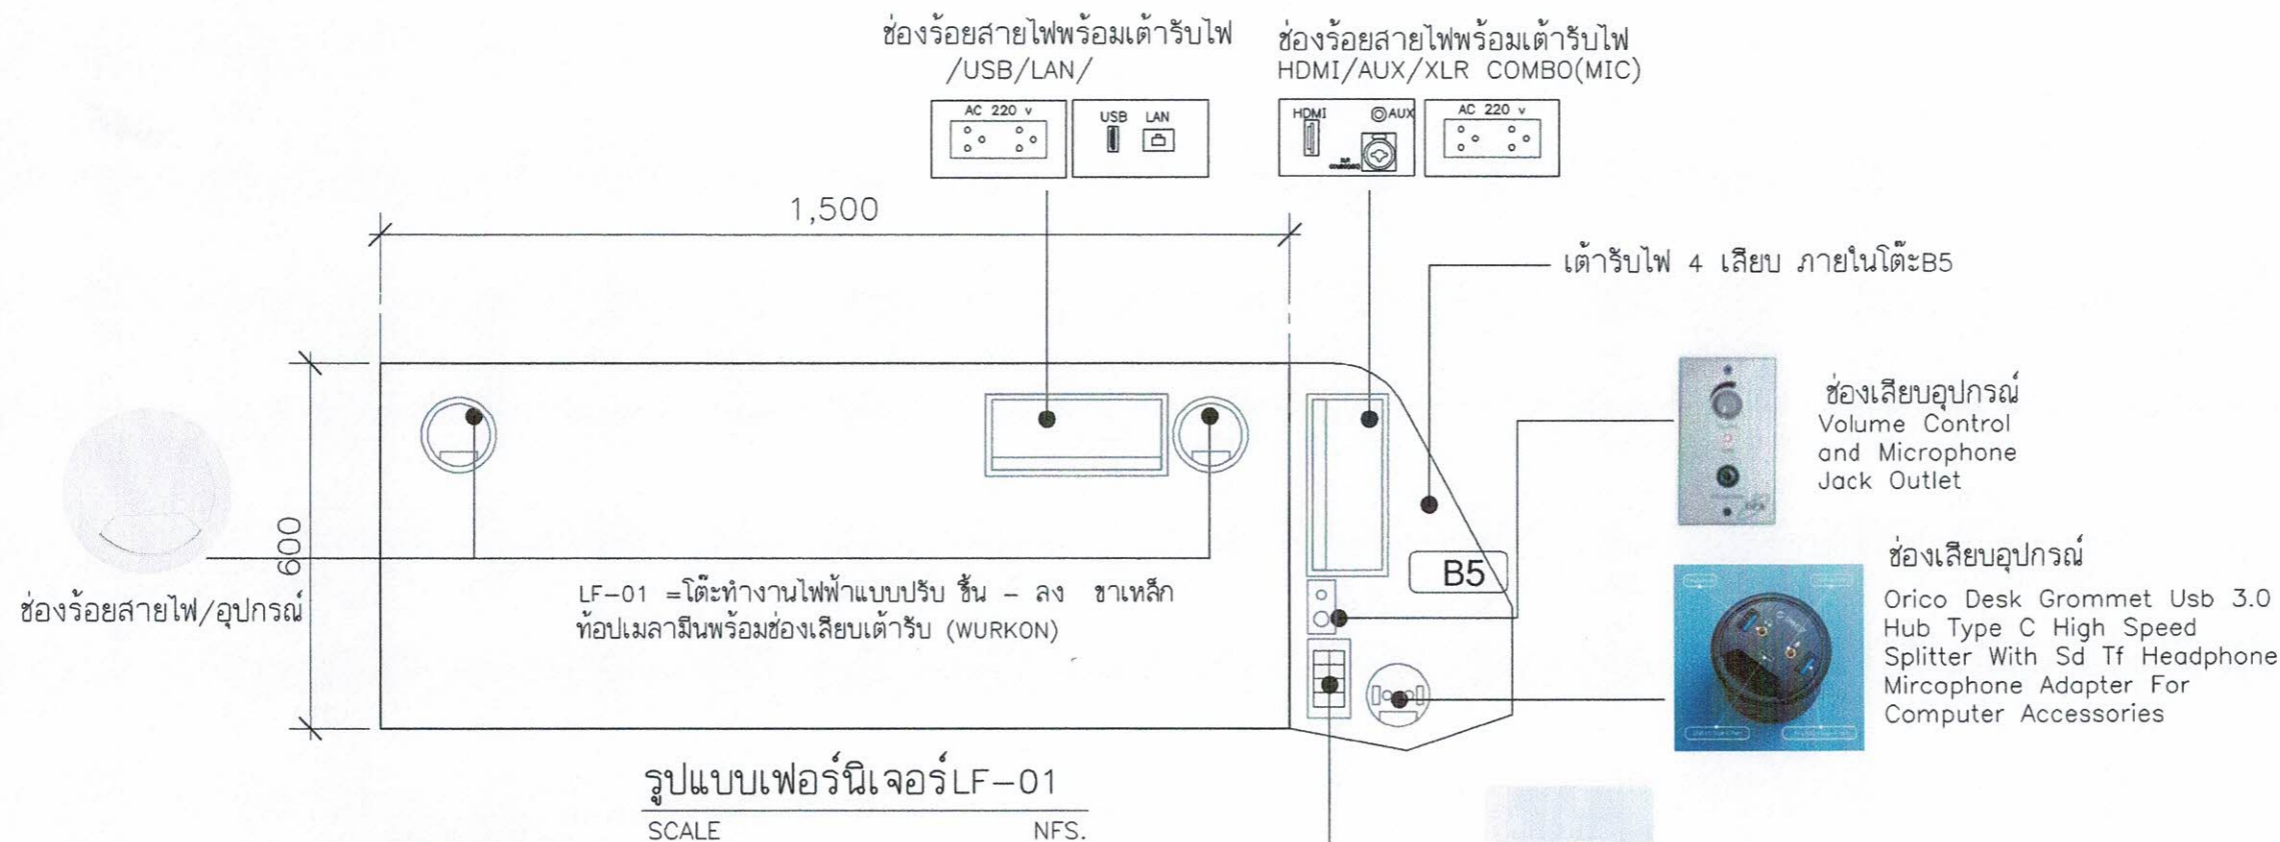 ช่องร้อยสายไฟพร้อมเต้ารับไฟ
/USB/LAN/
ช่องร้อยสายไฟพร้อมเต้ารับไฟ
HDMI/AUX/XLR COMBO(MIC)
AC 220 v
USB LAN
HDMI AUX
AC 220 v
1,500
เต้ารับไฟ 4 เสียบ ภายในโต๊ะB5
ช่องเสียบอุปกรณ์
Volume Control
and Microphone
Jack Outlet
600
B5
ช่องร้อยสายไฟ/อุปกรณ์
LF-01 =โต๊ะทำงานไฟฟ้าแบบปรับ ขึ้น - ลง ขาเหล็ก
ท้อปเมลามีนพร้อมช่องเสียบเต้ารับ (WURKON)
ช่องเสียบอุปกรณ์
Orico Desk Grommet Usb 3.0
Hub Type C High Speed
Splitter With Sd Tf Headphone
Mircophone Adapter For
Computer Accessories
รูปแบบเฟอร์นิเจอร์LF-01
SCALE NFS.